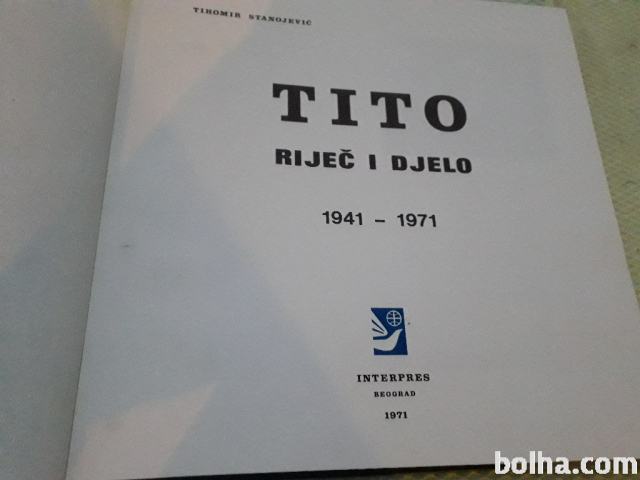 TIHOMIR STANOJEVIĆ
TITO
RIJEČ I DJELO
1941 – 1971
INTERPRES
BEOGRAD
1971
bolha.com